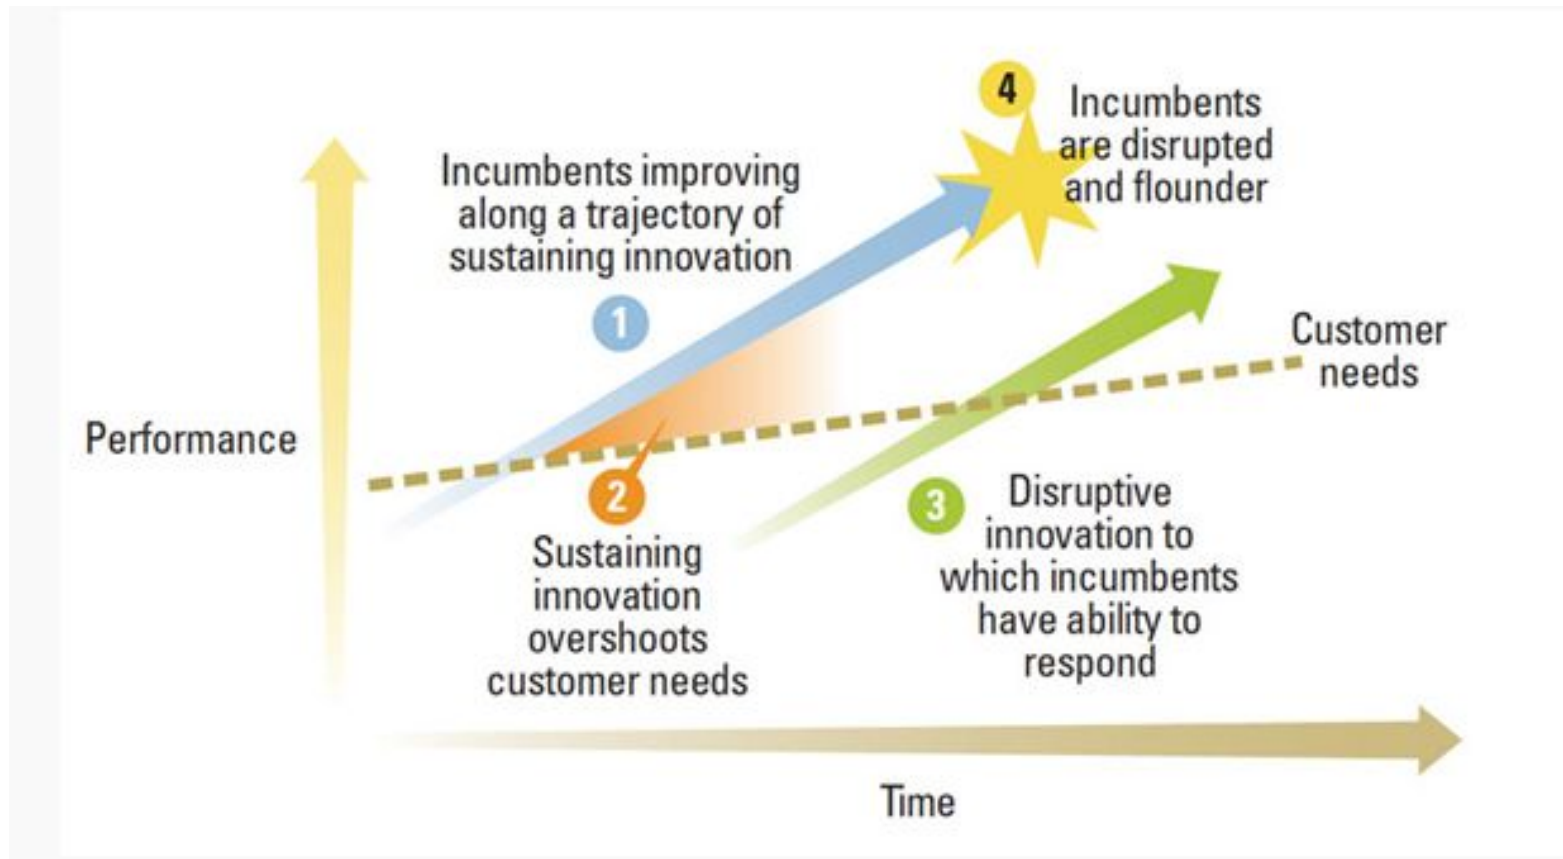 4
Incumbents
are disrupted
and flounder
Incumbents improving
along a trajectory of
sustaining innovation
1
Customer
needs
Performance
2
Sustaining
innovation
overshoots
customer needs
3
Disruptive
innovation to
which incumbents
have ability to
respond
Time